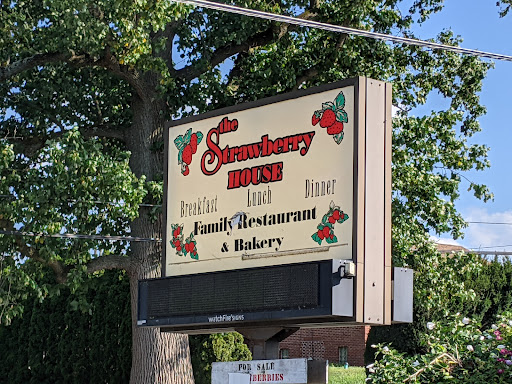 the
Strawberry
HOUSE
Breakfast Lunch Dinner
Family Restaurant
& Bakery
watchfire SIGNS
FOR SALE
BERRIES